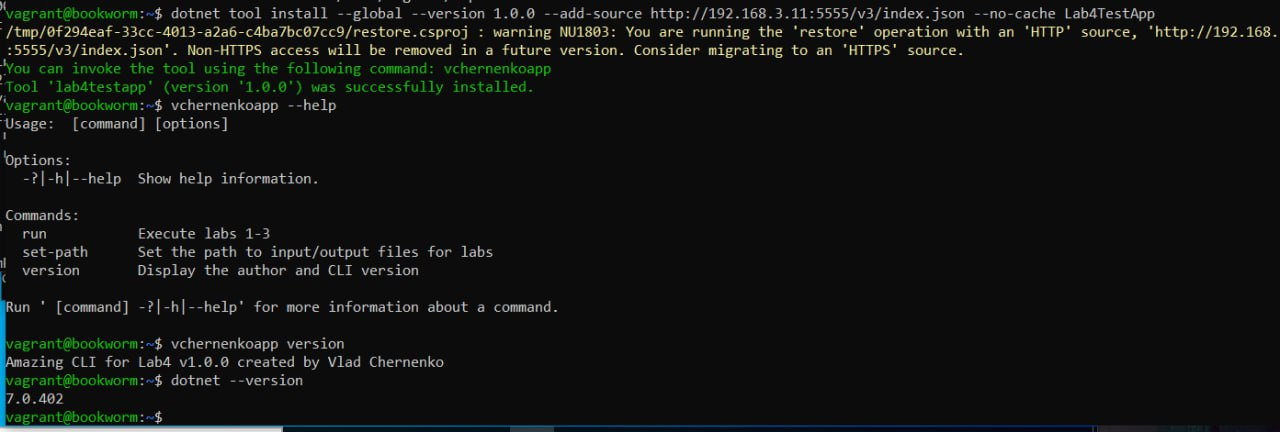 vagrant@bookworm:~$ dotnet tool install --global --version 1.0.0 --add-source http://192.168.3.11:5555/v3/index.json --no-cache Lab4TestApp
/tmp/0f294eaf-33cc-4013-a2a6-c4ba7bc07cc9/restore.csproj : warning NU1803: You are running the 'restore' operation with an 'HTTP' source, 'http://192.168.
:5555/v3/index.json'. Non-HTTPS access will be removed in a future version. Consider migrating to an 'HTTPS' source.
You can invoke the tool using the following command: vchernenkoapp
Tool 'lab4testapp' (version '1.0.0') was successfully installed.
vagrant@bookworm:~$ vchernenkoapp --help
Usage:  [command] [options]

Options:
  -?|-h|--help  Show help information.

Commands:
  run           Execute labs 1-3
  set-path      Set the path to input/output files for labs
  version       Display the author and CLI version

Run ' [command] -?|-h|--help' for more information about a command.

vagrant@bookworm:~$ vchernenkoapp version
Amazing CLI for Lab4 v1.0.0 created by Vlad Chernenko
vagrant@bookworm:~$ dotnet --version
7.0.402
vagrant@bookworm:~$